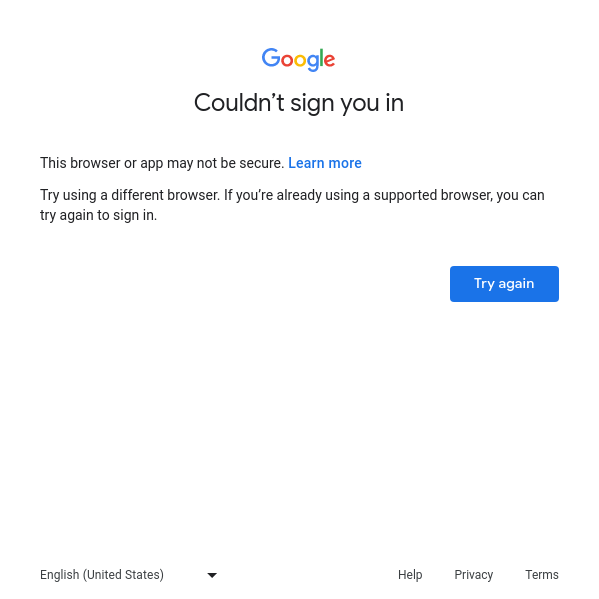 Google
Couldn’t sign you in
This browser or app may not be secure. Learn more
Try using a different browser. If you’re already using a supported browser, you can
try again to sign in.
Try again
English (United States)
Help Privacy Terms